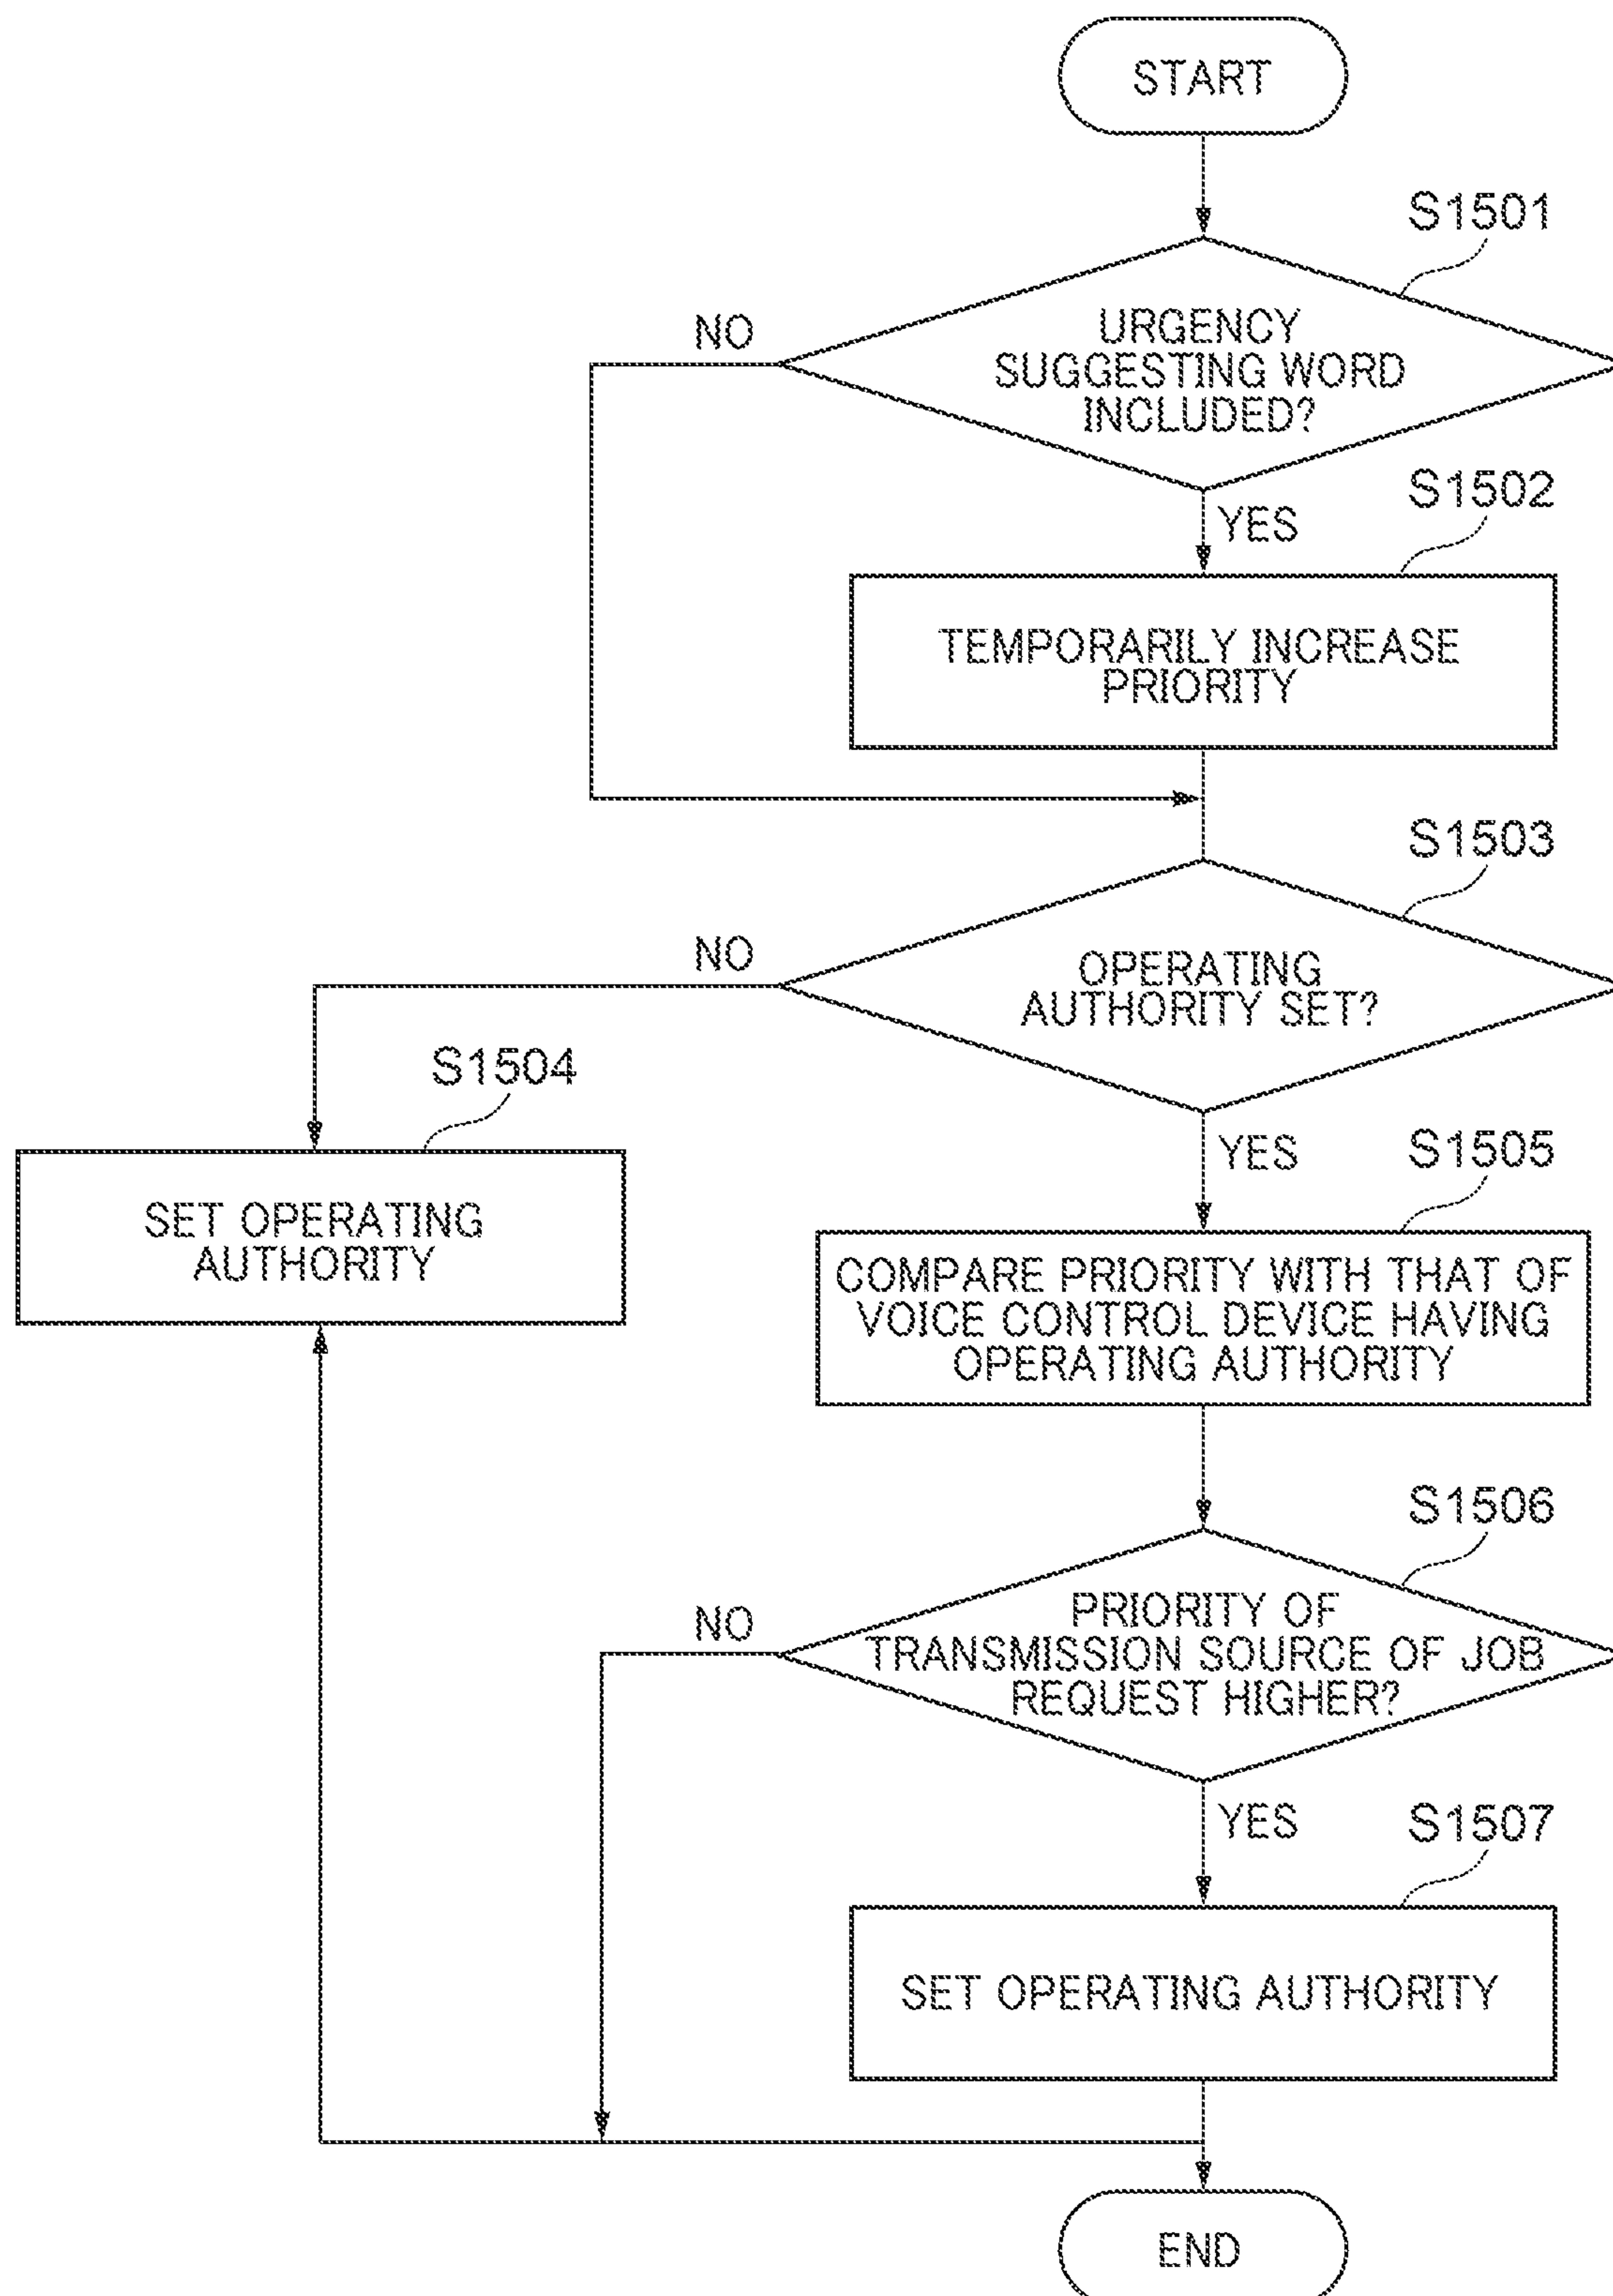 START
S1501
NO
URGENCY
SUGGESTING WORD
INCLUDED?
S1502
YES
TEMPORARILY INCREASE
PRIORITY
S1503
NO
OPERATING
AUTHORITY SET?
S1504
YES
S1505
SET OPERATING
AUTHORITY
COMPARE PRIORITY WITH THAT OF
VOICE CONTROL DEVICE HAVING
OPERATING AUTHORITY
S1506
NO
PRIORITY OF
TRANSMISSION SOURCE OF JOB
REQUEST HIGHER?
YES
S1507
SET OPERATING AUTHORITY
END